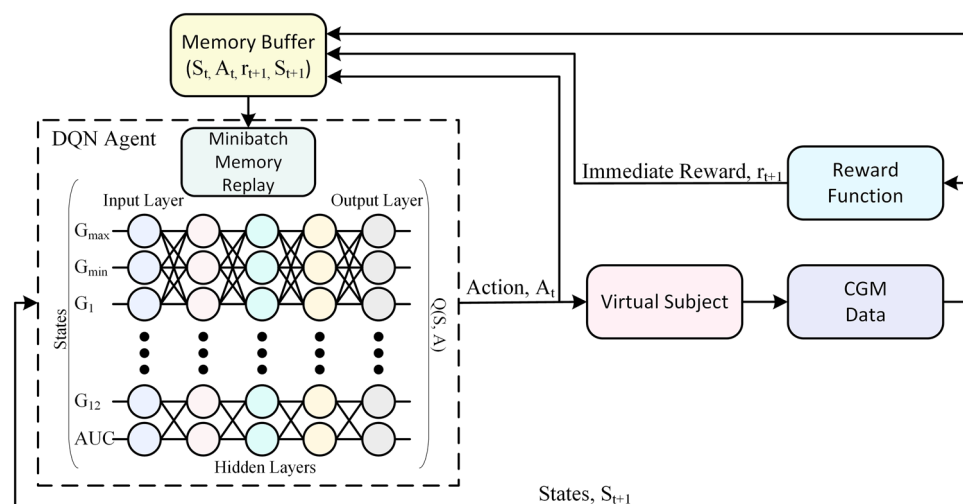 Memory Buffer
(Sₜ, Aₜ, rₜ₊₁, Sₜ₊₁)
DQN Agent
Minibatch
Memory
Replay
Immediate Reward, rₜ₊₁
Reward
Function
Input Layer
Output Layer
Gmax
Gmin
G₁
States
Q(S, A)
Action, Aₜ
Virtual Subject
CGM
Data
G₁₂
AUC
Hidden Layers
States, Sₜ₊₁